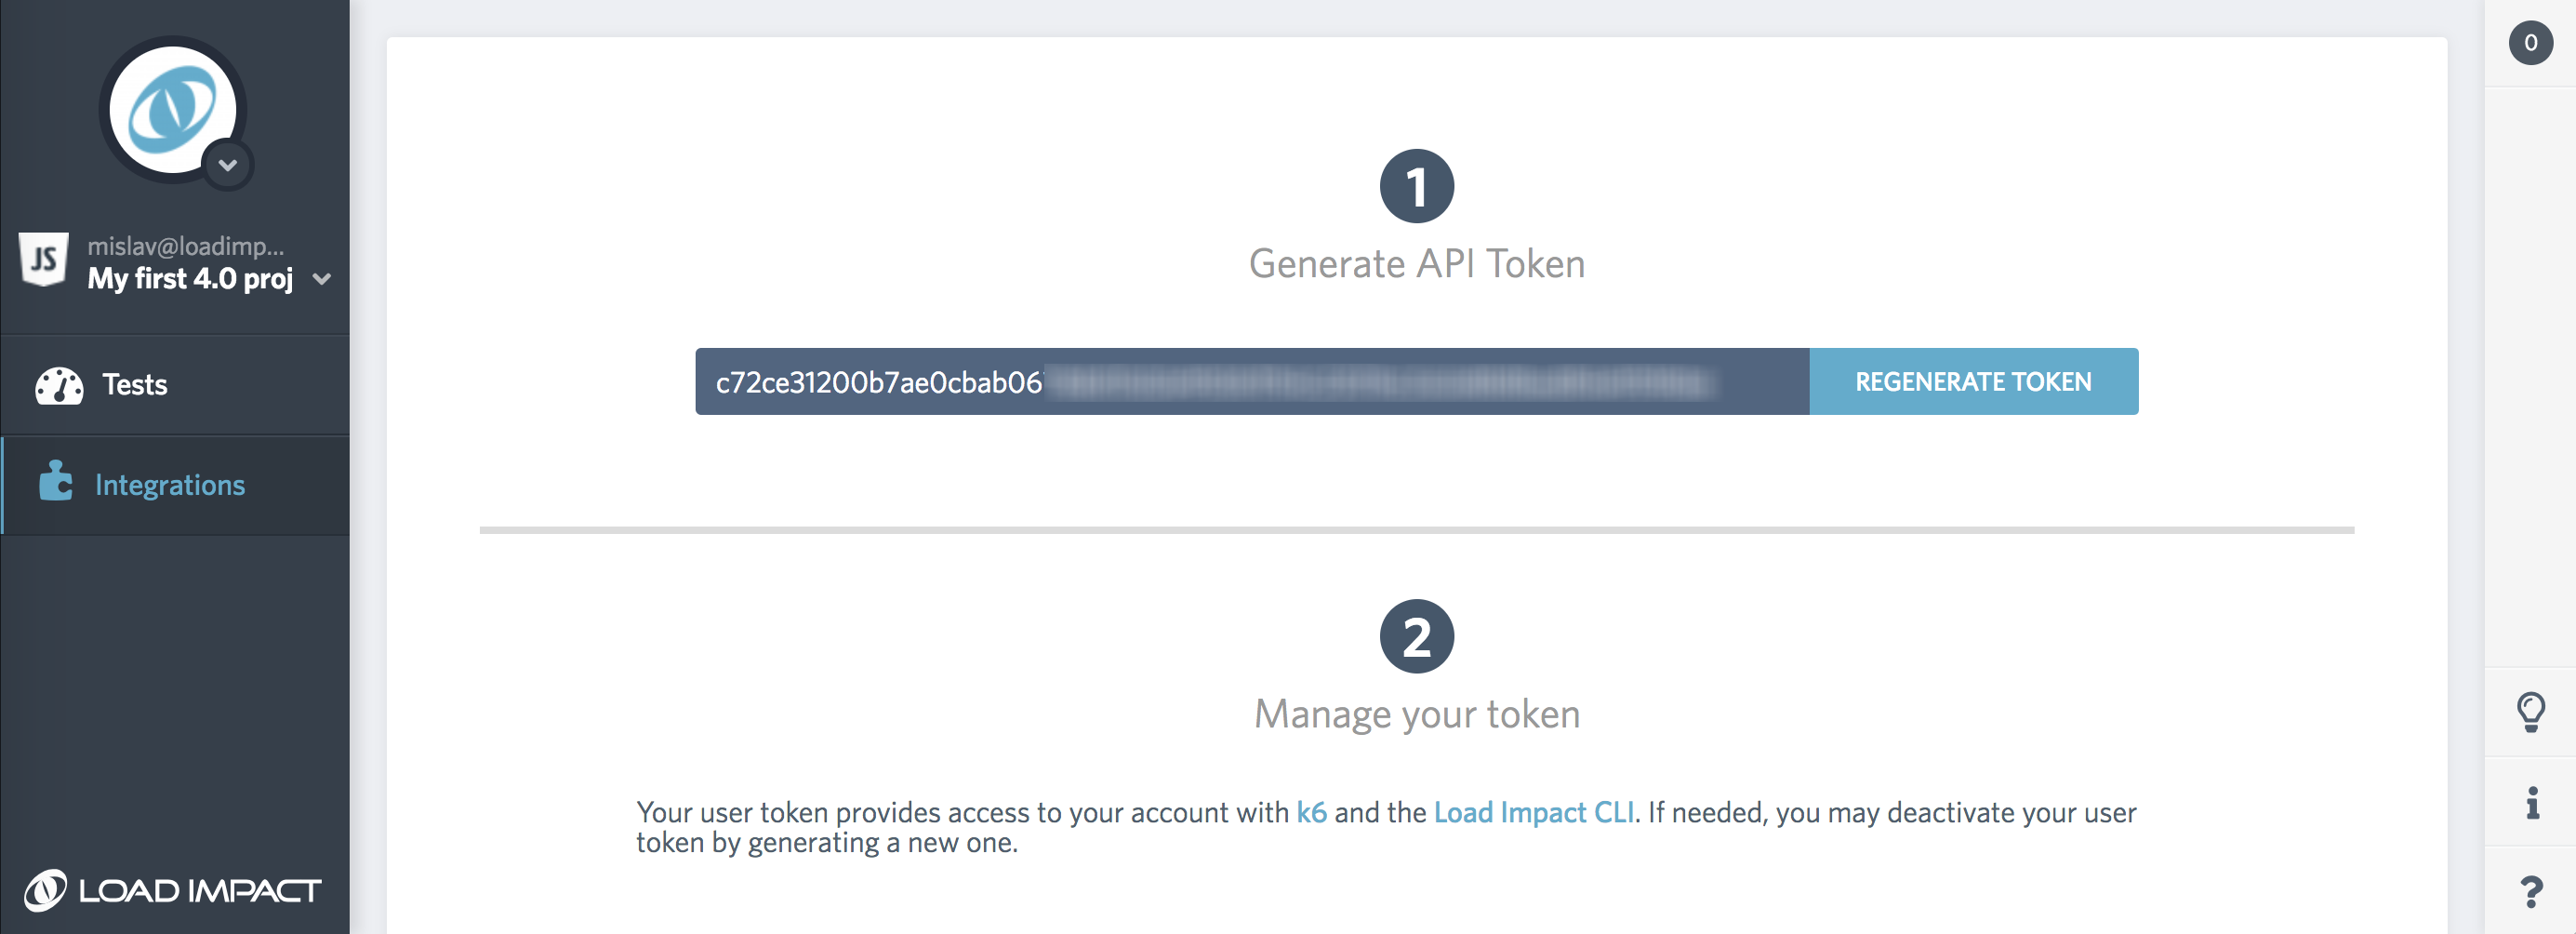 JS
mislav@loadimp...
My first 4.0 proj
Tests
Integrations
LOAD IMPACT
1
Generate API Token
c72ce31200b7ae0cbab06
REGENERATE TOKEN
2
Manage your token
Your user token provides access to your account with k6 and the Load Impact CLI. If needed, you may deactivate your user
token by generating a new one.
0
i
?